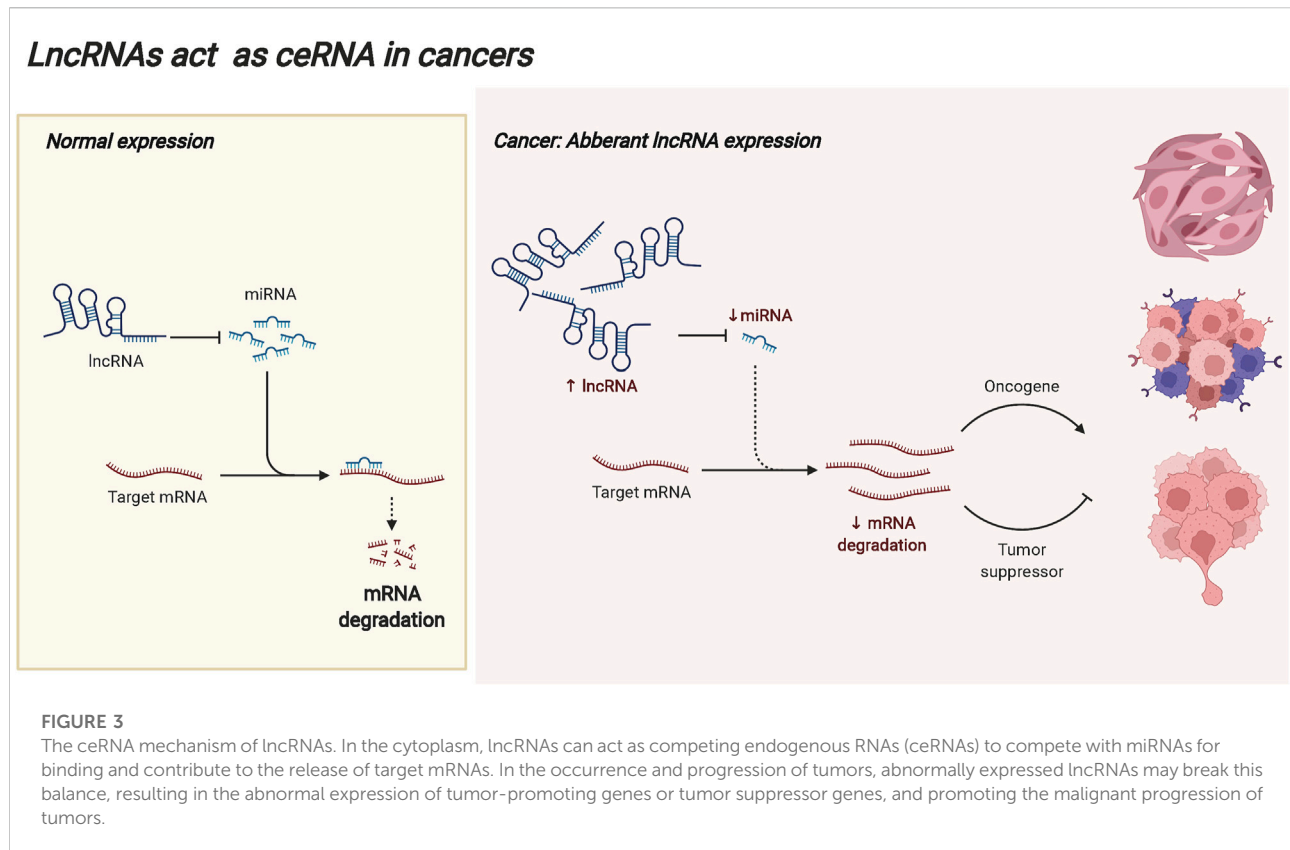 LncRNAs act as ceRNA in cancers
Normal expression
miRNA
lncRNA
Target mRNA
mRNA
degradation
Cancer: Abberant lncRNA expression
↓miRNA
↑ lncRNA
Target mRNA
↓ mRNA
degradation
Oncogene
Tumor
suppressor
FIGURE 3
The ceRNA mechanism of lncRNAs. In the cytoplasm, lncRNAs can act as competing endogenous RNAs (ceRNAs) to compete with miRNAs for
binding and contribute to the release of target mRNAs. In the occurrence and progression of tumors, abnormally expressed lncRNAs may break this
balance, resulting in the abnormal expression of tumor-promoting genes or tumor suppressor genes, and promoting the malignant progression of
tumors.